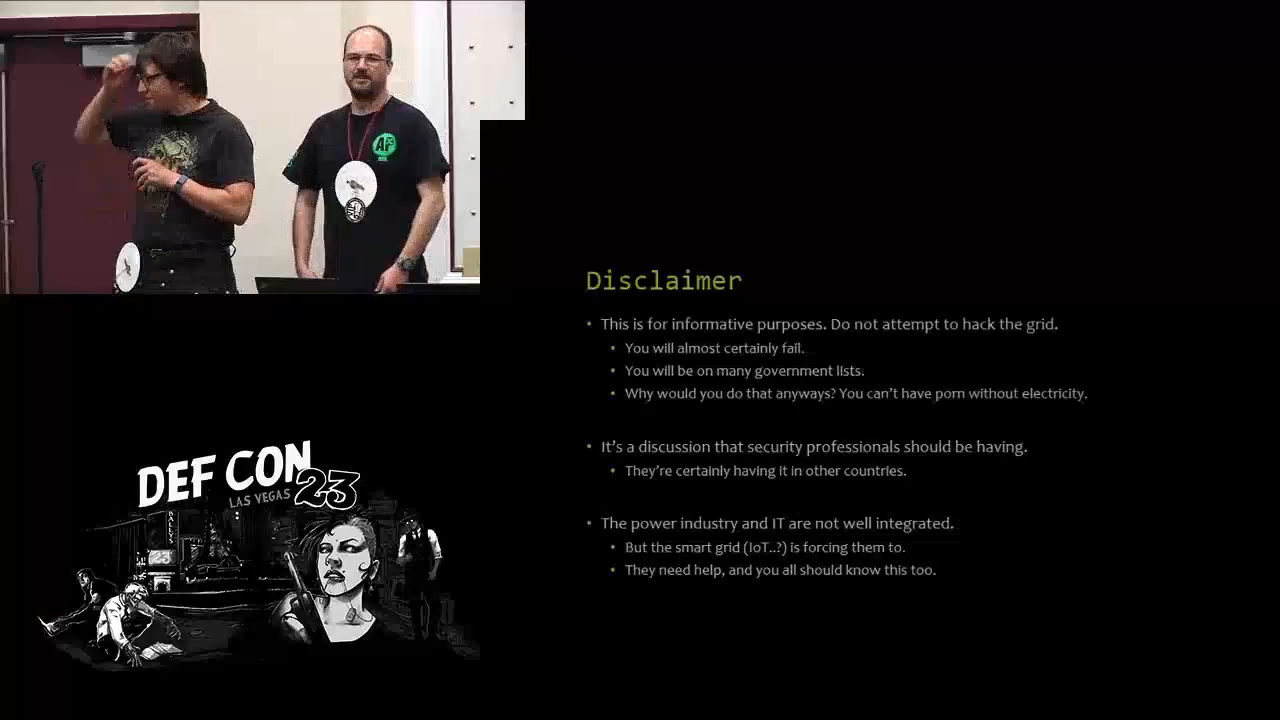 Disclaimer
• This is for informative purposes. Do not attempt to hack the grid.
• You will almost certainly fail.
• You will be on many government lists.
• Why would you do that anyways? You can't have porn without electricity.
• It's a discussion that security professionals should be having.
• They're certainly having it in other countries.
• The power industry and IT are not well integrated.
• But the smart grid (IoT..?) is forcing them to.
• They need help, and you all should know this too.
DEF CON
LAS VEGAS 23
BALLY'S